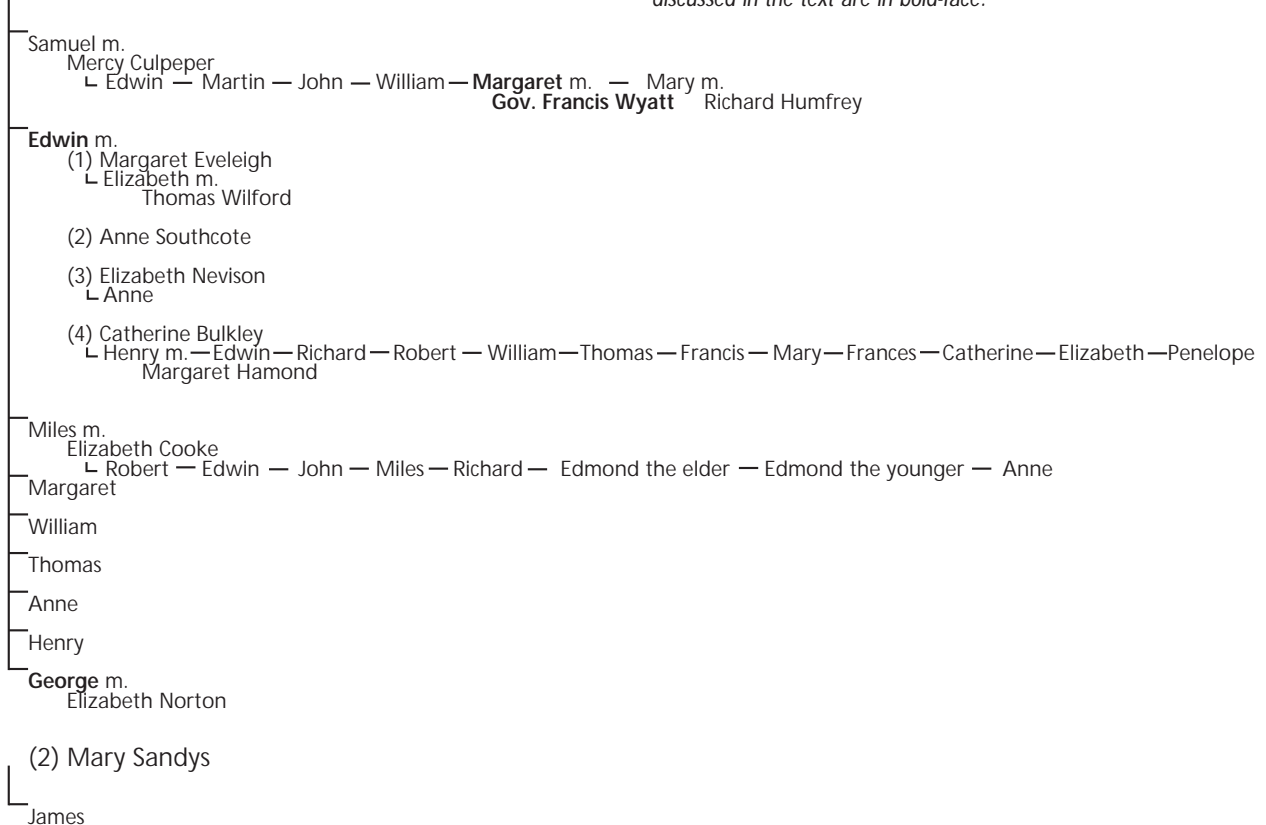 discussed in the text are in bold-face.
Samuel m.
Mercy Culpeper
Edwin — Martin — John — William — Margaret m. — Mary m.
Gov. Francis Wyatt Richard Humfrey
Edwin m.
(1) Margaret Eveleigh
Elizabeth m.
Thomas Wilford
(2) Anne Southcote
(3) Elizabeth Nevison
Anne
(4) Catherine Bulkley
Henry m. — Edwin — Richard — Robert — William — Thomas — Francis — Mary — Frances — Catherine — Elizabeth — Penelope
Margaret Hamond
Miles m.
Elizabeth Cooke
Robert — Edwin — John — Miles — Richard — Edmond the elder — Edmond the younger — Anne
Margaret
William
Thomas
Anne
Henry
George m.
Elizabeth Norton
(2) Mary Sandys
James